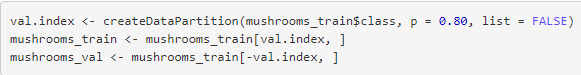 val.index <- createDataPartition(mushrooms_train$class, p = 0.80, list = FALSE)
mushrooms_train <- mushrooms_train[val.index, ]
mushrooms_val <- mushrooms_train[-val.index, ]